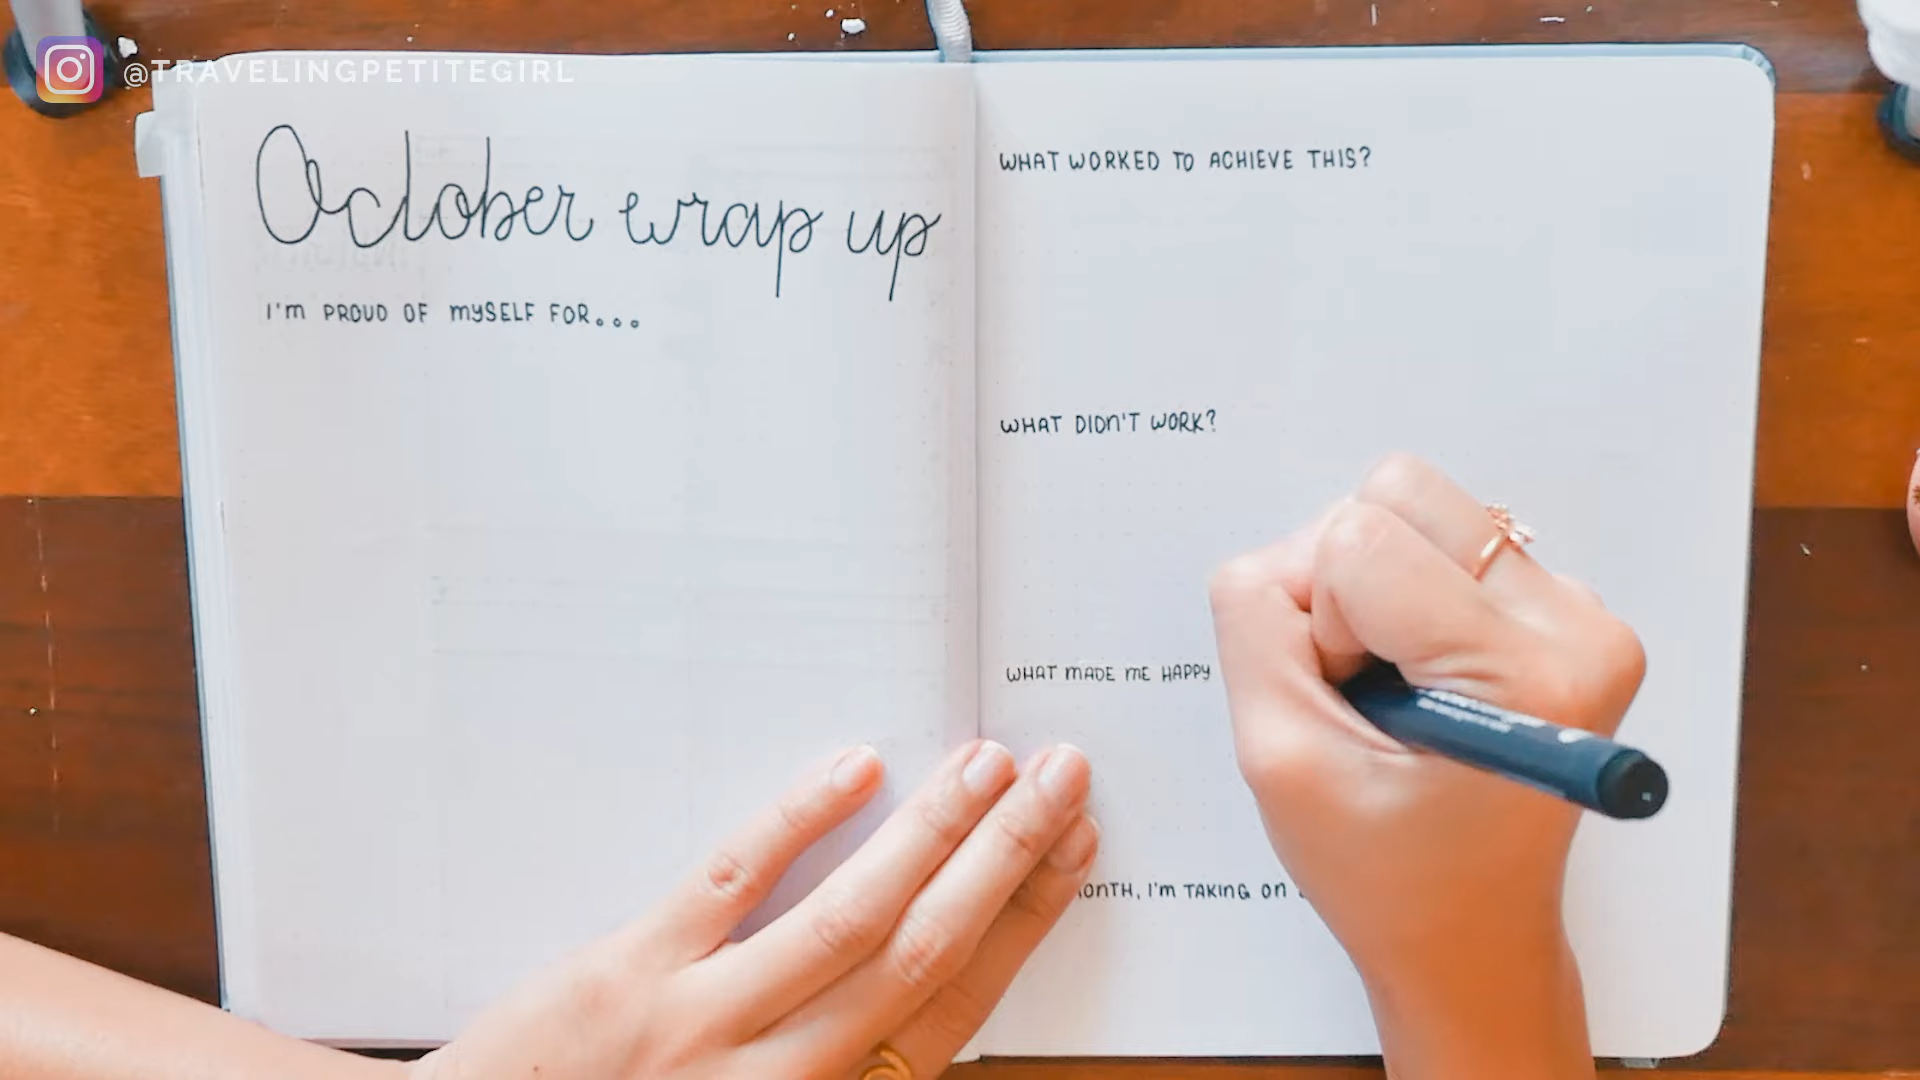 @TRAVELINGPETITEGIRL
October wrap up
I'm PROUD OF mYSELF FOR...
WHAT WORKED TO ACHIEVE THIS?
WHAT DIDn'T WORK?
WHAT mADE mE HAPPY
I'm TAKInG On